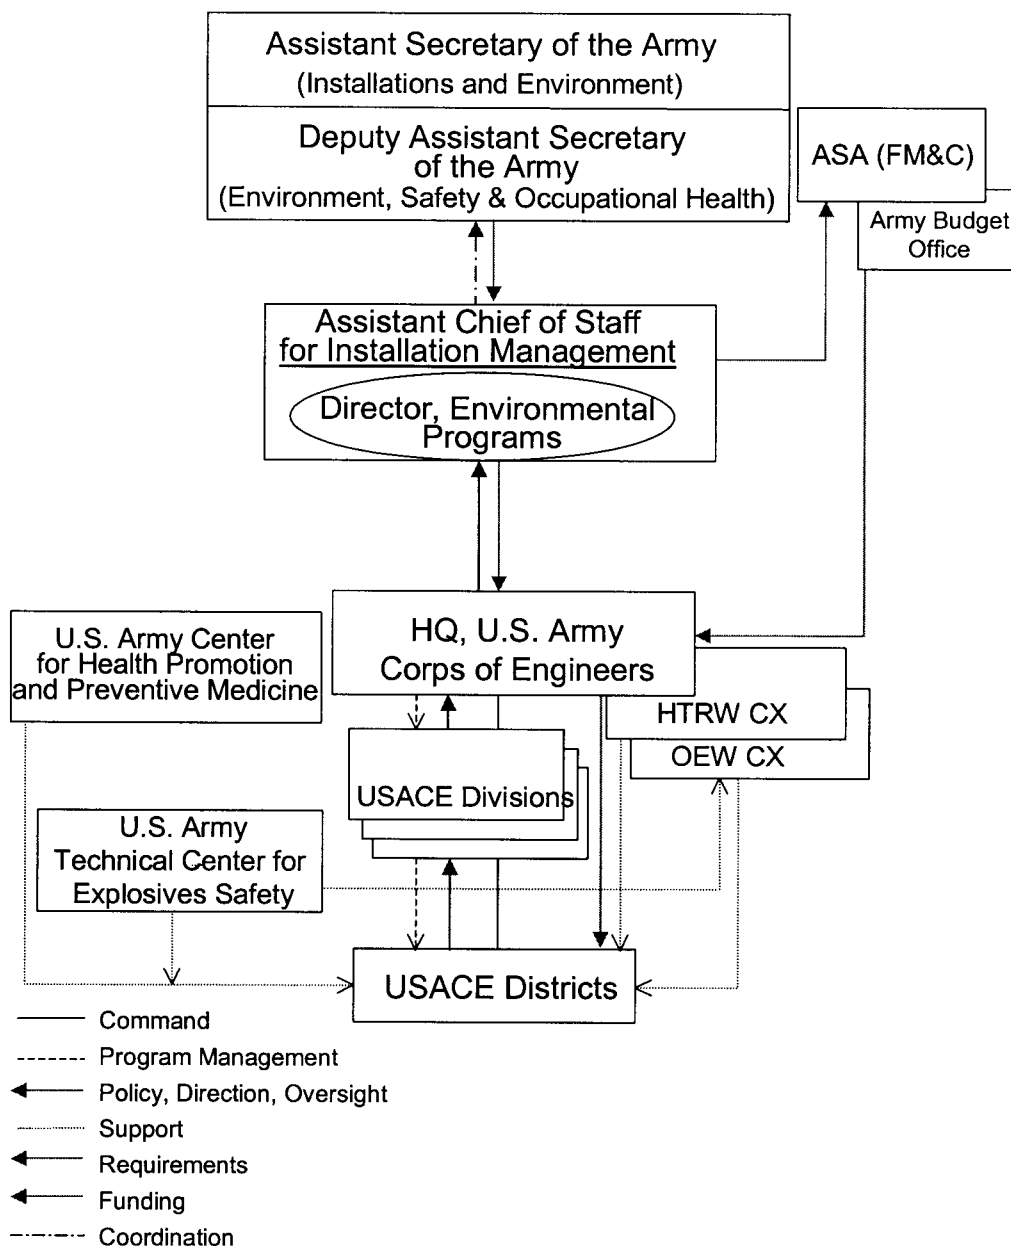 Assistant Secretary of the Army
(Installations and Environment)
Deputy Assistant Secretary
of the Army
(Environment, Safety & Occupational Health)
ASA (FM&C)
Army Budget
Office
Assistant Chief of Staff
for Installation Management
Director, Environmental
Programs
HQ, U.S. Army
Corps of Engineers
U.S. Army Center
for Health Promotion
and Preventive Medicine
HTRW CX
OEW CX
USACE Divisions
U.S. Army
Technical Center for
Explosives Safety
USACE Districts
Command
Program Management
Policy, Direction, Oversight
Support
Requirements
Funding
Coordination